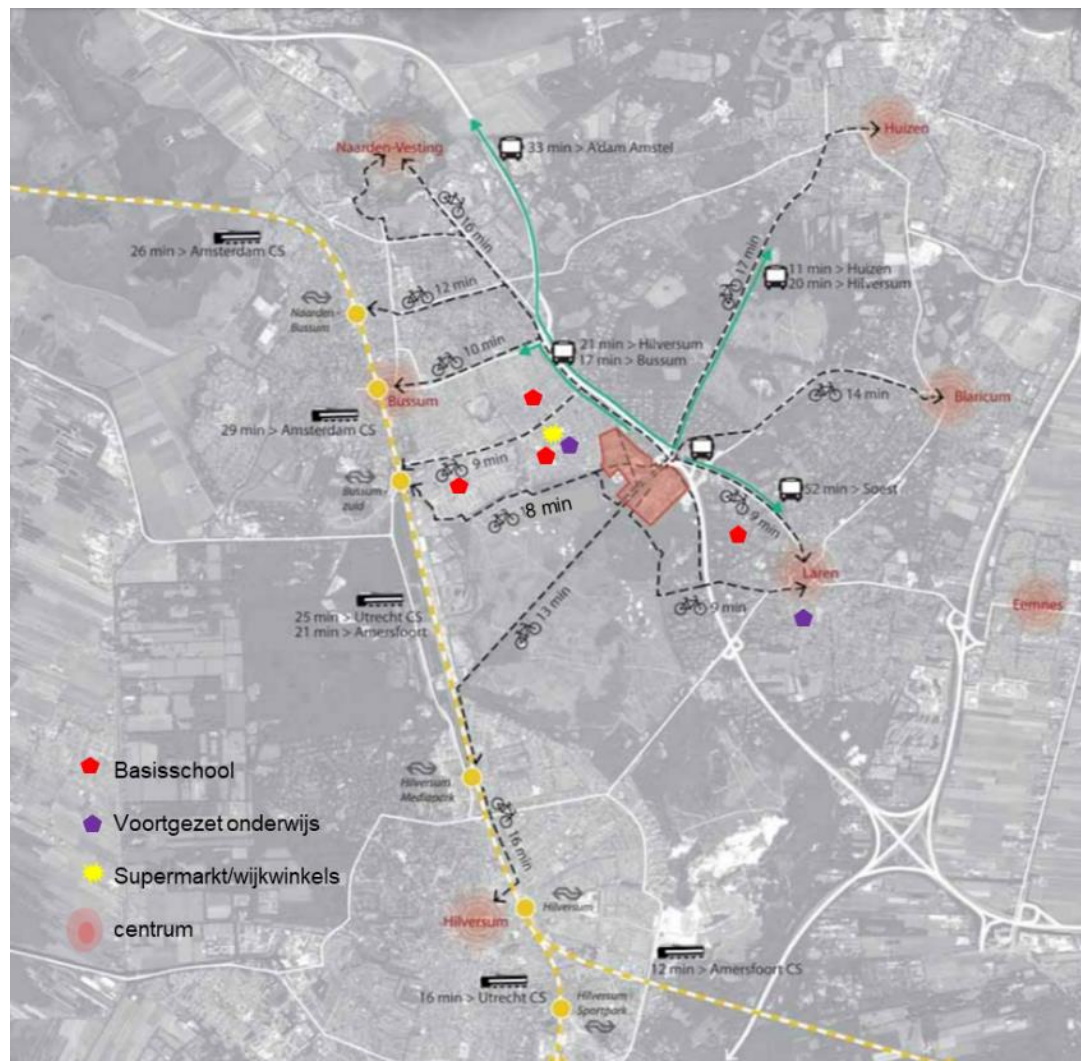 Huizen
33 min > A'dam Amstel
Naarden-Vesting
16 min
17 min
26 min > Amsterdam CS
11 min > Huizen
20 min > Hilversum
12 min
Naarden-
Bussum
10 min
21 min > Hilversum
17 min > Bussum
Bussum
14 min
Blaricum
29 min > Amsterdam CS
9 min
Bussum-
zuid
8 min
52 min > Soest
9 min
Laren
9 min
Eemnes
25 min > Utrecht CS
21 min > Amersfoort
13 min
Basisschool
Hilversum
Mediapark
Voortgezet onderwijs
16 min
Supermarkt/wijkwinkels
Hilversum
Hilversum
centrum
12 min > Amersfoort CS
16 min > Utrecht CS
Hilversum
Sportpark